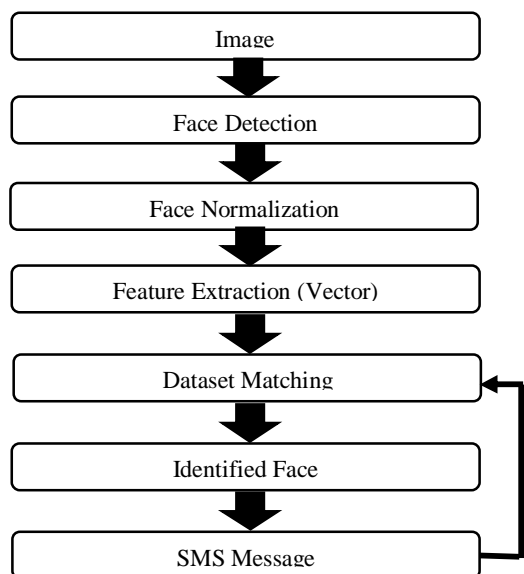 Image
Face Detection
Face Normalization
Feature Extraction (Vector)
Dataset Matching
Identified Face
SMS Message